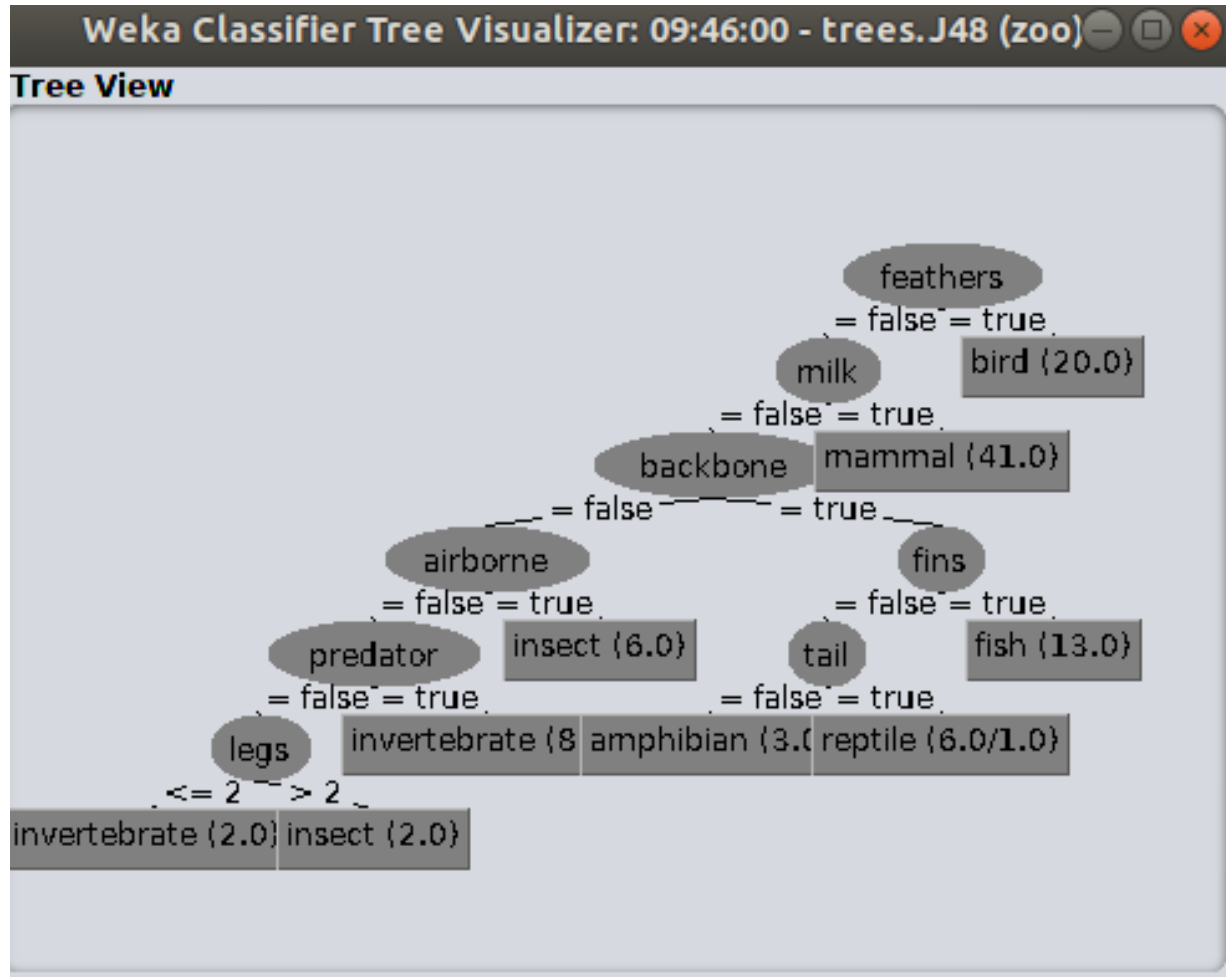 Weka Classifier Tree Visualizer: 09:46:00 - trees.J48 (zoo)
Tree View
feathers
= false = true
milk bird (20.0)
= false = true
backbone mammal (41.0)
= false = true
airborne fins
= false = true = false = true
predator insect (6.0) tail fish (13.0)
= false = true = false = true
legs invertebrate (8 amphibian (3.0 reptile (6.0/1.0)
<= 2 > 2
invertebrate (2.0) insect (2.0)